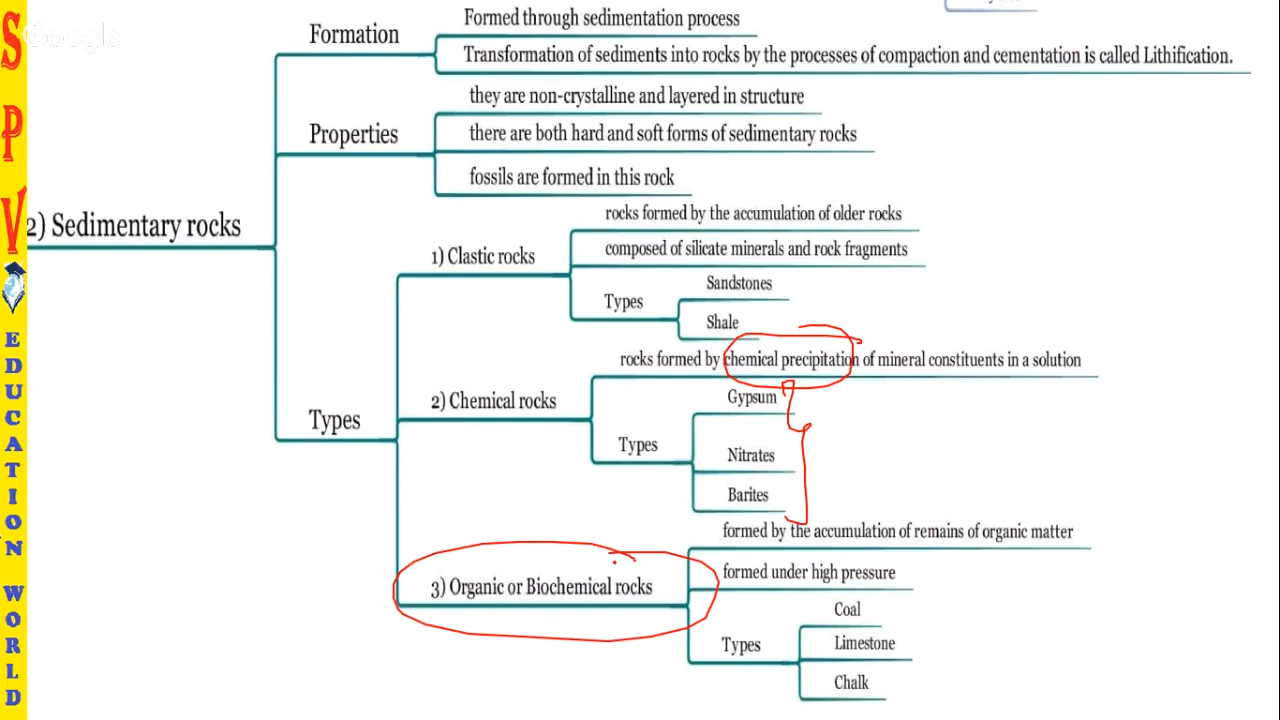 S
P
V
EDUCATION WORLD
Google
2) Sedimentary rocks
Formation
Formed through sedimentation process
Transformation of sediments into rocks by the processes of compaction and cementation is called Lithification.
Properties
they are non-crystalline and layered in structure
there are both hard and soft forms of sedimentary rocks
fossils are formed in this rock
Types
1) Clastic rocks
rocks formed by the accumulation of older rocks
composed of silicate minerals and rock fragments
Types
Sandstones
Shale
2) Chemical rocks
rocks formed by chemical precipitation of mineral constituents in a solution
Types
Gypsum
Nitrates
Barites
3) Organic or Biochemical rocks
formed by the accumulation of remains of organic matter
formed under high pressure
Types
Coal
Limestone
Chalk